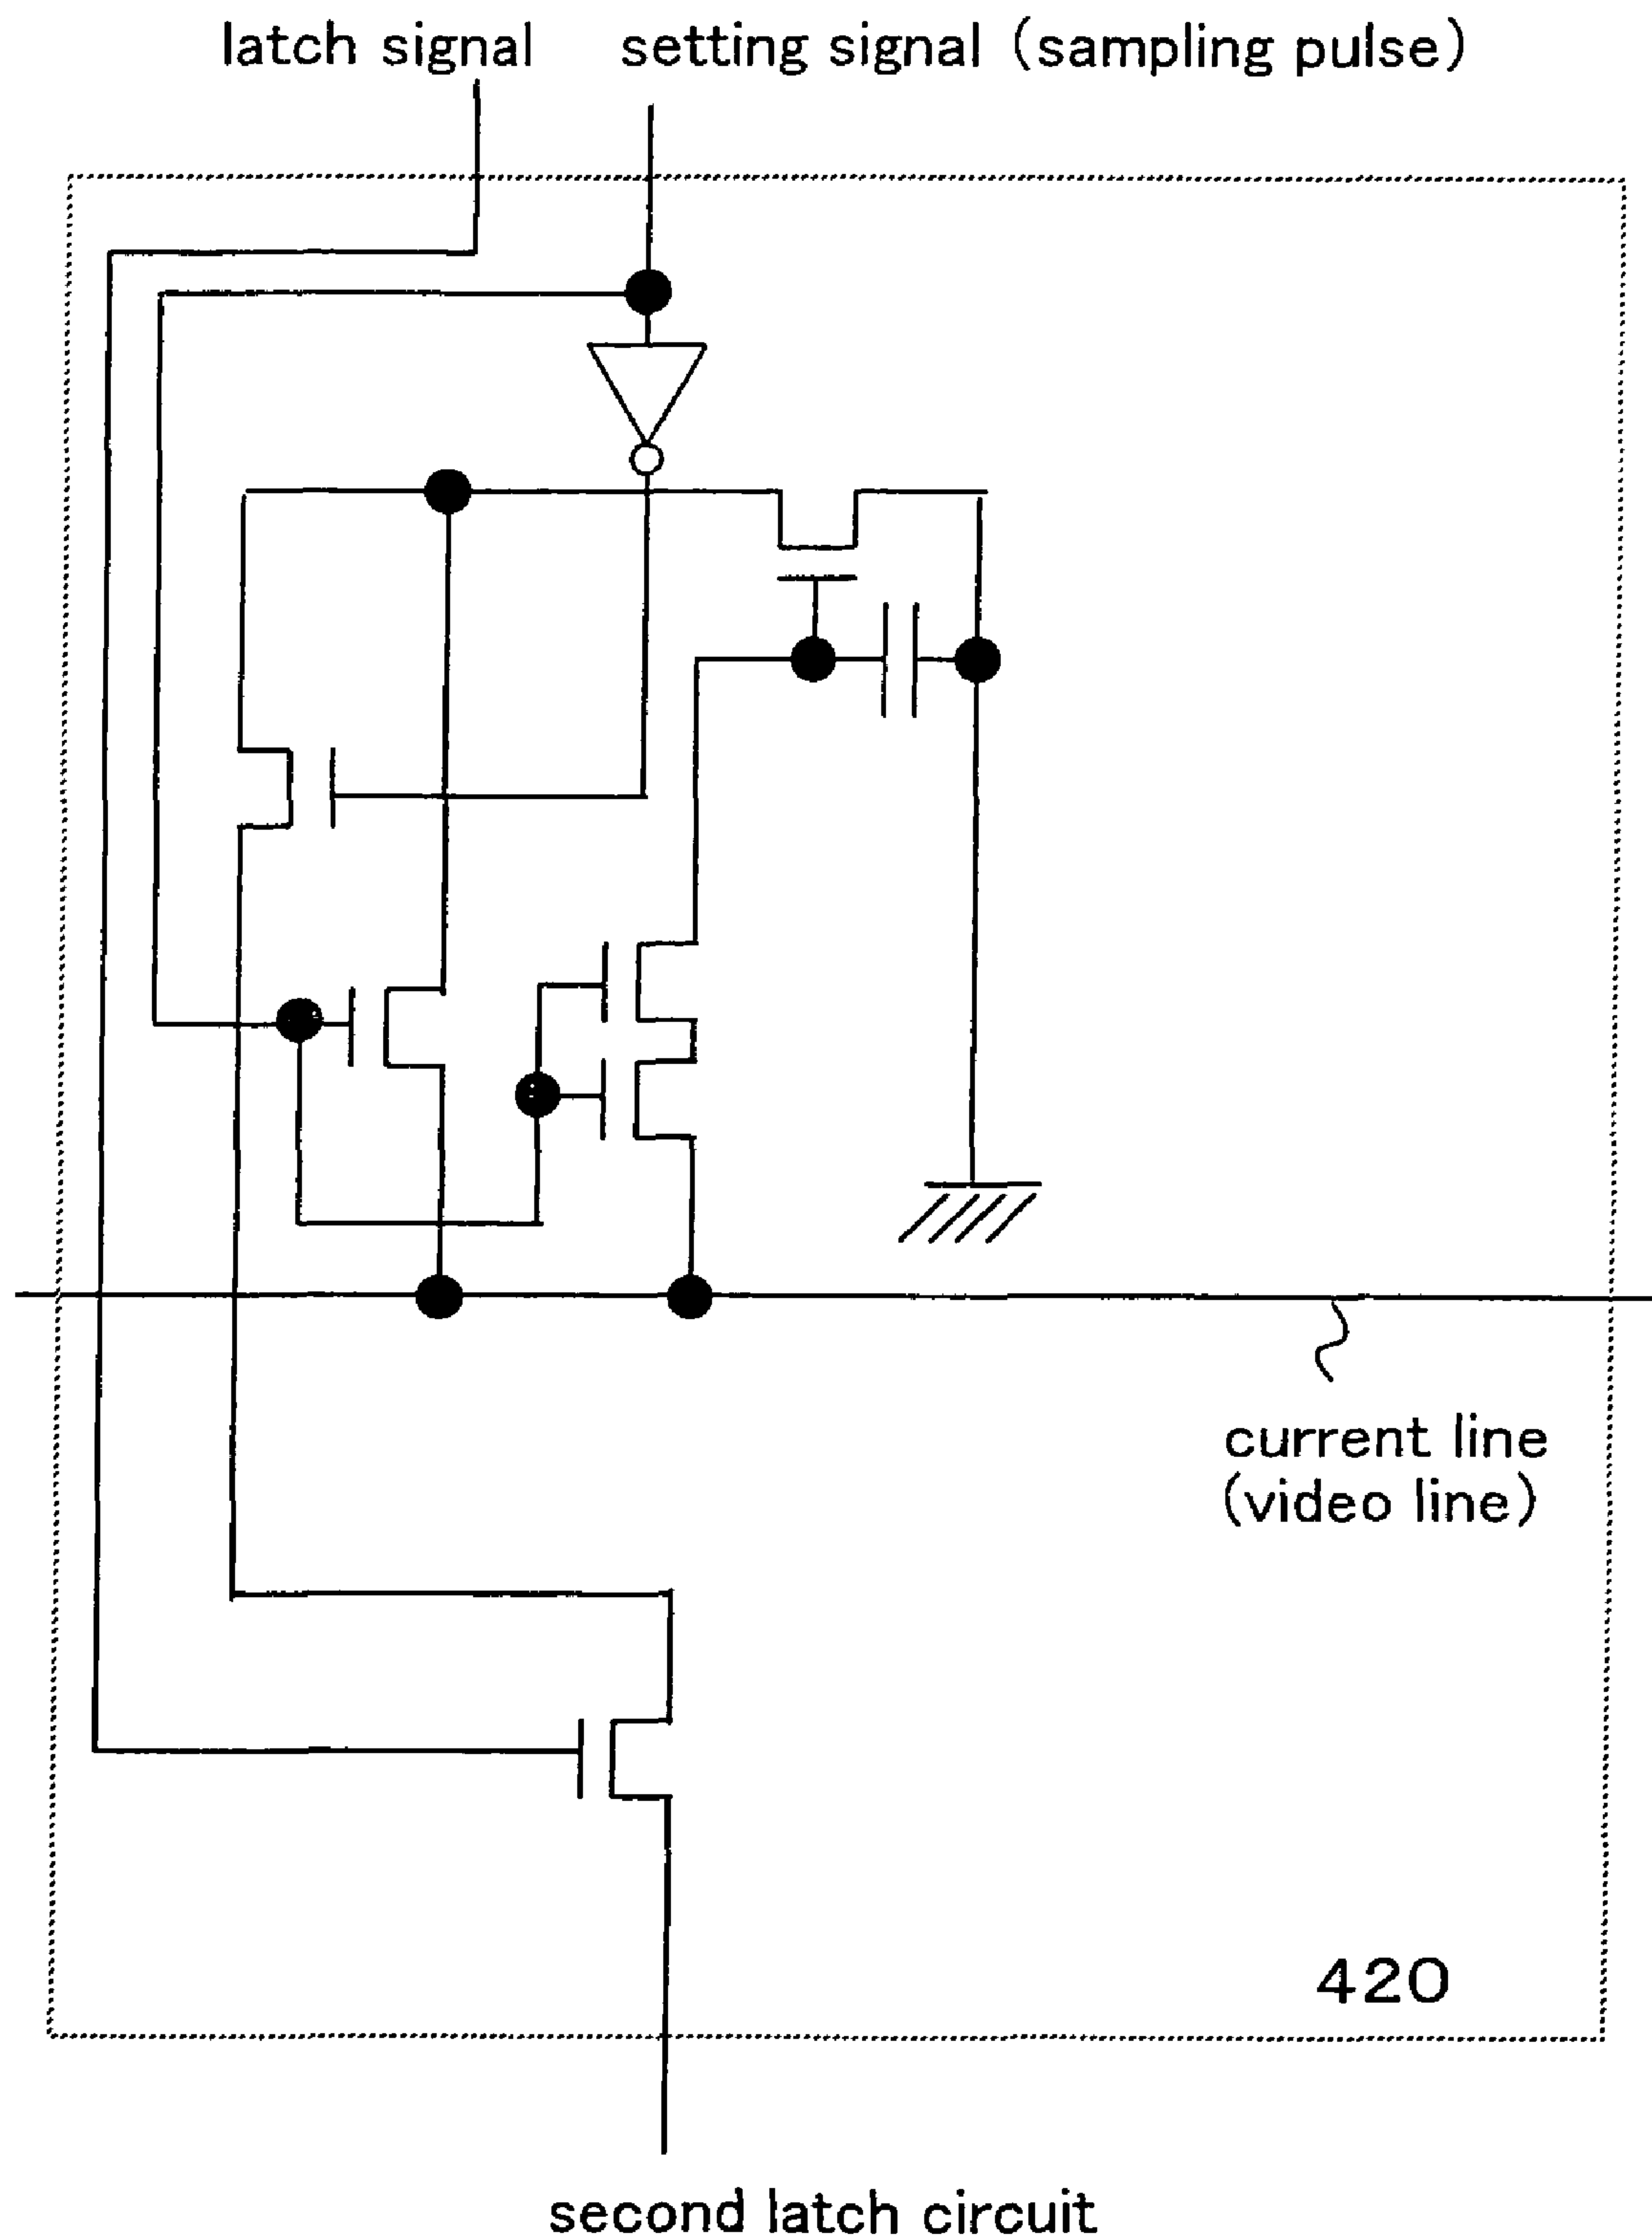 latch signal setting signal (sampling pulse)
current line
(video line)
420
second latch circuit